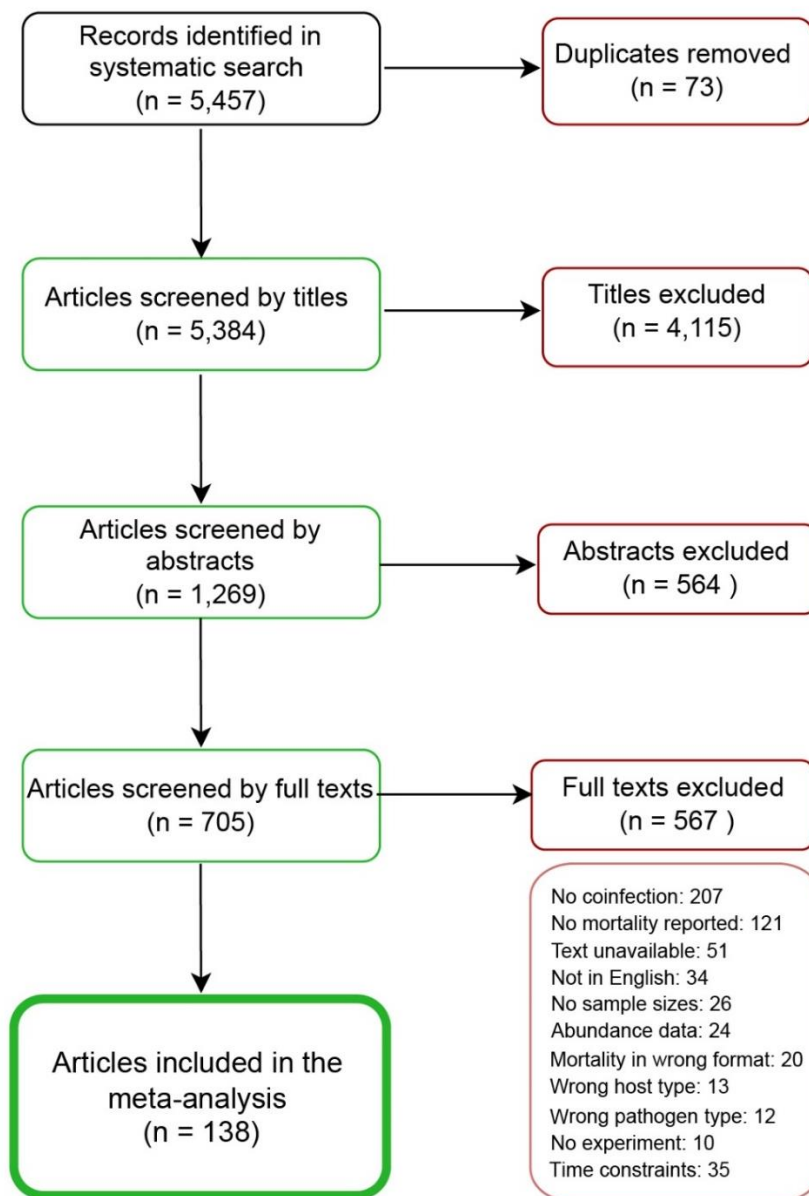 Records identified in
systematic search
(n = 5,457)
Duplicates removed
(n = 73)
Articles screened by titles
(n = 5,384)
Titles excluded
(n = 4,115)
Articles screened by
abstracts
(n = 1,269)
Abstracts excluded
(n = 564 )
Articles screened by full texts
(n = 705)
Full texts excluded
(n = 567 )
No coinfection: 207
No mortality reported: 121
Text unavailable: 51
Not in English: 34
No sample sizes: 26
Abundance data: 24
Mortality in wrong format: 20
Wrong host type: 13
Wrong pathogen type: 12
No experiment: 10
Time constraints: 35
Articles included in the
meta-analysis
(n = 138)